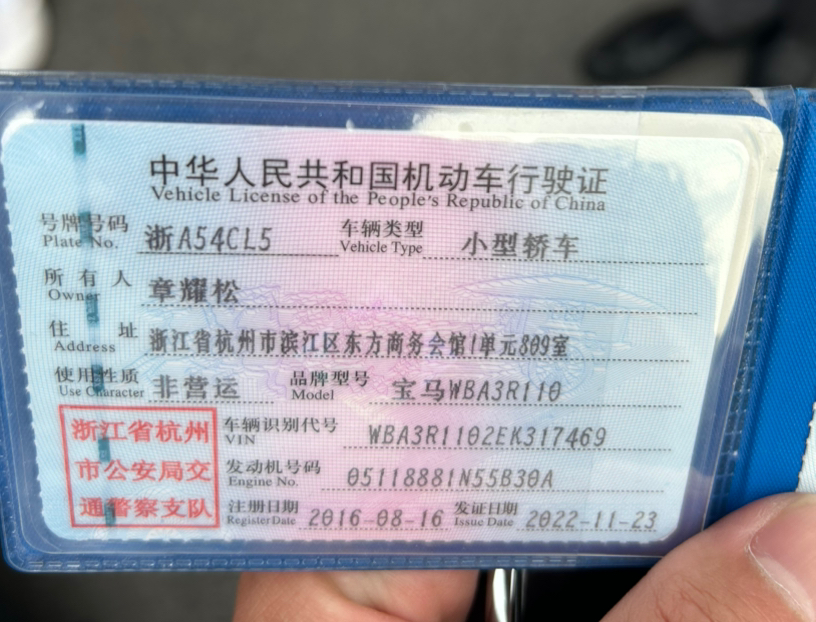 中华人民共和国机动车行驶证
Vehicle License of the People's Republic of China
号牌号码 浙A54CL5 车辆类型 小型轿车
Plate No. Vehicle Type
所有人 章耀松
Owner
住址 浙江省杭州市滨江区东方商务会馆1单元809室
Address
使用性质 非营运 品牌型号 宝马WBA3R110
Use Character Model
浙江省杭州 车辆识别代号 WBA3R1102EK317469
VIN
市公安局交 发动机号码 05118881N55B30A
Engine No.
通警察支队 注册日期 2016-08-16 发证日期 2022-11-23
Register Date Issue Date